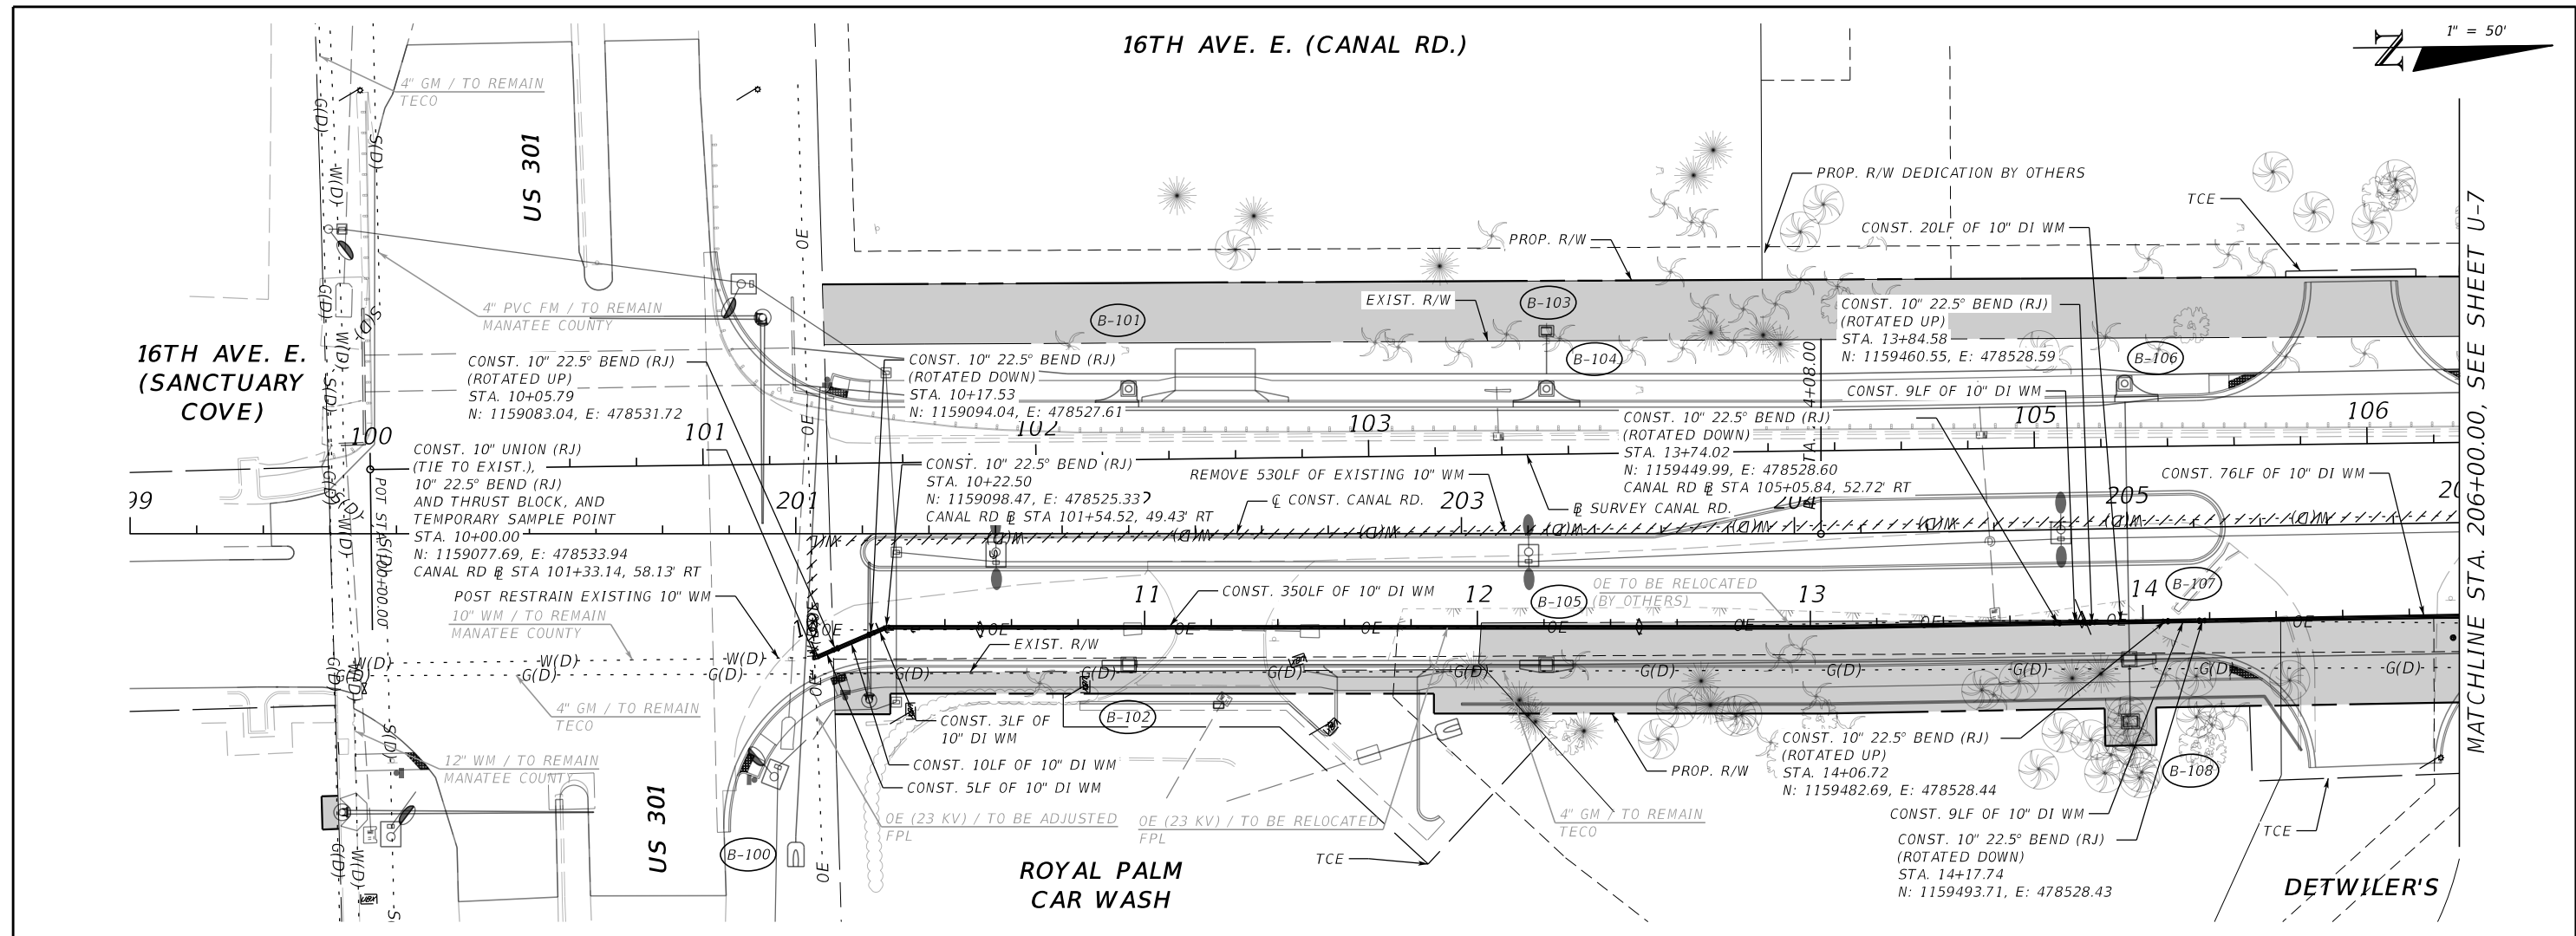 16TH AVE. E. (CANAL RD.)
1" = 50'
N
4" GM / TO REMAIN
TECO
US 301
G(D)
S(D)
W(D)
OE
PROP. R/W DEDICATION BY OTHERS
TCE
CONST. 20LF OF 10" DI WM
PROP. R/W
EXIST. R/W
B-101
B-103
B-104
B-106
CONST. 10" 22.5° BEND (RJ)
(ROTATED UP)
STA. 13+84.58
N: 1159460.55, E: 478528.59
CONST. 9LF OF 10" DI WM
4" PVC FM / TO REMAIN
MANATEE COUNTY
16TH AVE. E.
(SANCTUARY
COVE)
CONST. 10" 22.5° BEND (RJ)
(ROTATED UP)
STA. 10+05.79
N: 1159083.04, E: 478531.72
CONST. 10" 22.5° BEND (RJ)
(ROTATED DOWN)
STA. 10+17.53
N: 1159094.04, E: 478527.61
CONST. 10" 22.5° BEND (RJ)
(ROTATED DOWN)
STA. 13+74.02
N: 1159449.99, E: 478528.60
CANAL RD BL STA 105+05.84, 52.72' RT
4+08.00
100
101
102
103
105
106
CONST. 10" UNION (RJ)
(TIE TO EXIST.),
10" 22.5° BEND (RJ)
AND THRUST BLOCK, AND
TEMPORARY SAMPLE POINT
STA. 10+00.00
N: 1159077.69, E: 478533.94
CANAL RD BL STA 101+33.14, 58.13' RT
CONST. 10" 22.5° BEND (RJ)
STA. 10+22.50
N: 1159098.47, E: 478525.33
CANAL RD BL STA 101+54.52, 49.43' RT
REMOVE 530LF OF EXISTING 10" WM
CL CONST. CANAL RD.
BL SURVEY CANAL RD.
CONST. 76LF OF 10" DI WM
99
201
203
204
205
POT STA. 100+00.00
MATCHLINE STA. 206+00.00, SEE SHEET U-7
POST RESTRAIN EXISTING 10" WM
10" WM / TO REMAIN
MANATEE COUNTY
CONST. 350LF OF 10" DI WM
OE TO BE RELOCATED
(BY OTHERS)
B-105
B-107
11
12
13
14
EXIST. R/W
W(D)
G(D)
OE
4" GM / TO REMAIN
TECO
CONST. 3LF OF
10" DI WM
CONST. 10LF OF 10" DI WM
CONST. 5LF OF 10" DI WM
B-102
PROP. R/W
CONST. 10" 22.5° BEND (RJ)
(ROTATED UP)
STA. 14+06.72
N: 1159482.69, E: 478528.44
B-108
12" WM / TO REMAIN
MANATEE COUNTY
OE (23 KV) / TO BE ADJUSTED
FPL
OE (23 KV) / TO BE RELOCATED
FPL
4" GM / TO REMAIN
TECO
CONST. 9LF OF 10" DI WM
CONST. 10" 22.5° BEND (RJ)
(ROTATED DOWN)
STA. 14+17.74
N: 1159493.71, E: 478528.43
TCE
TCE
B-100
US 301
ROYAL PALM
CAR WASH
DETWILER'S